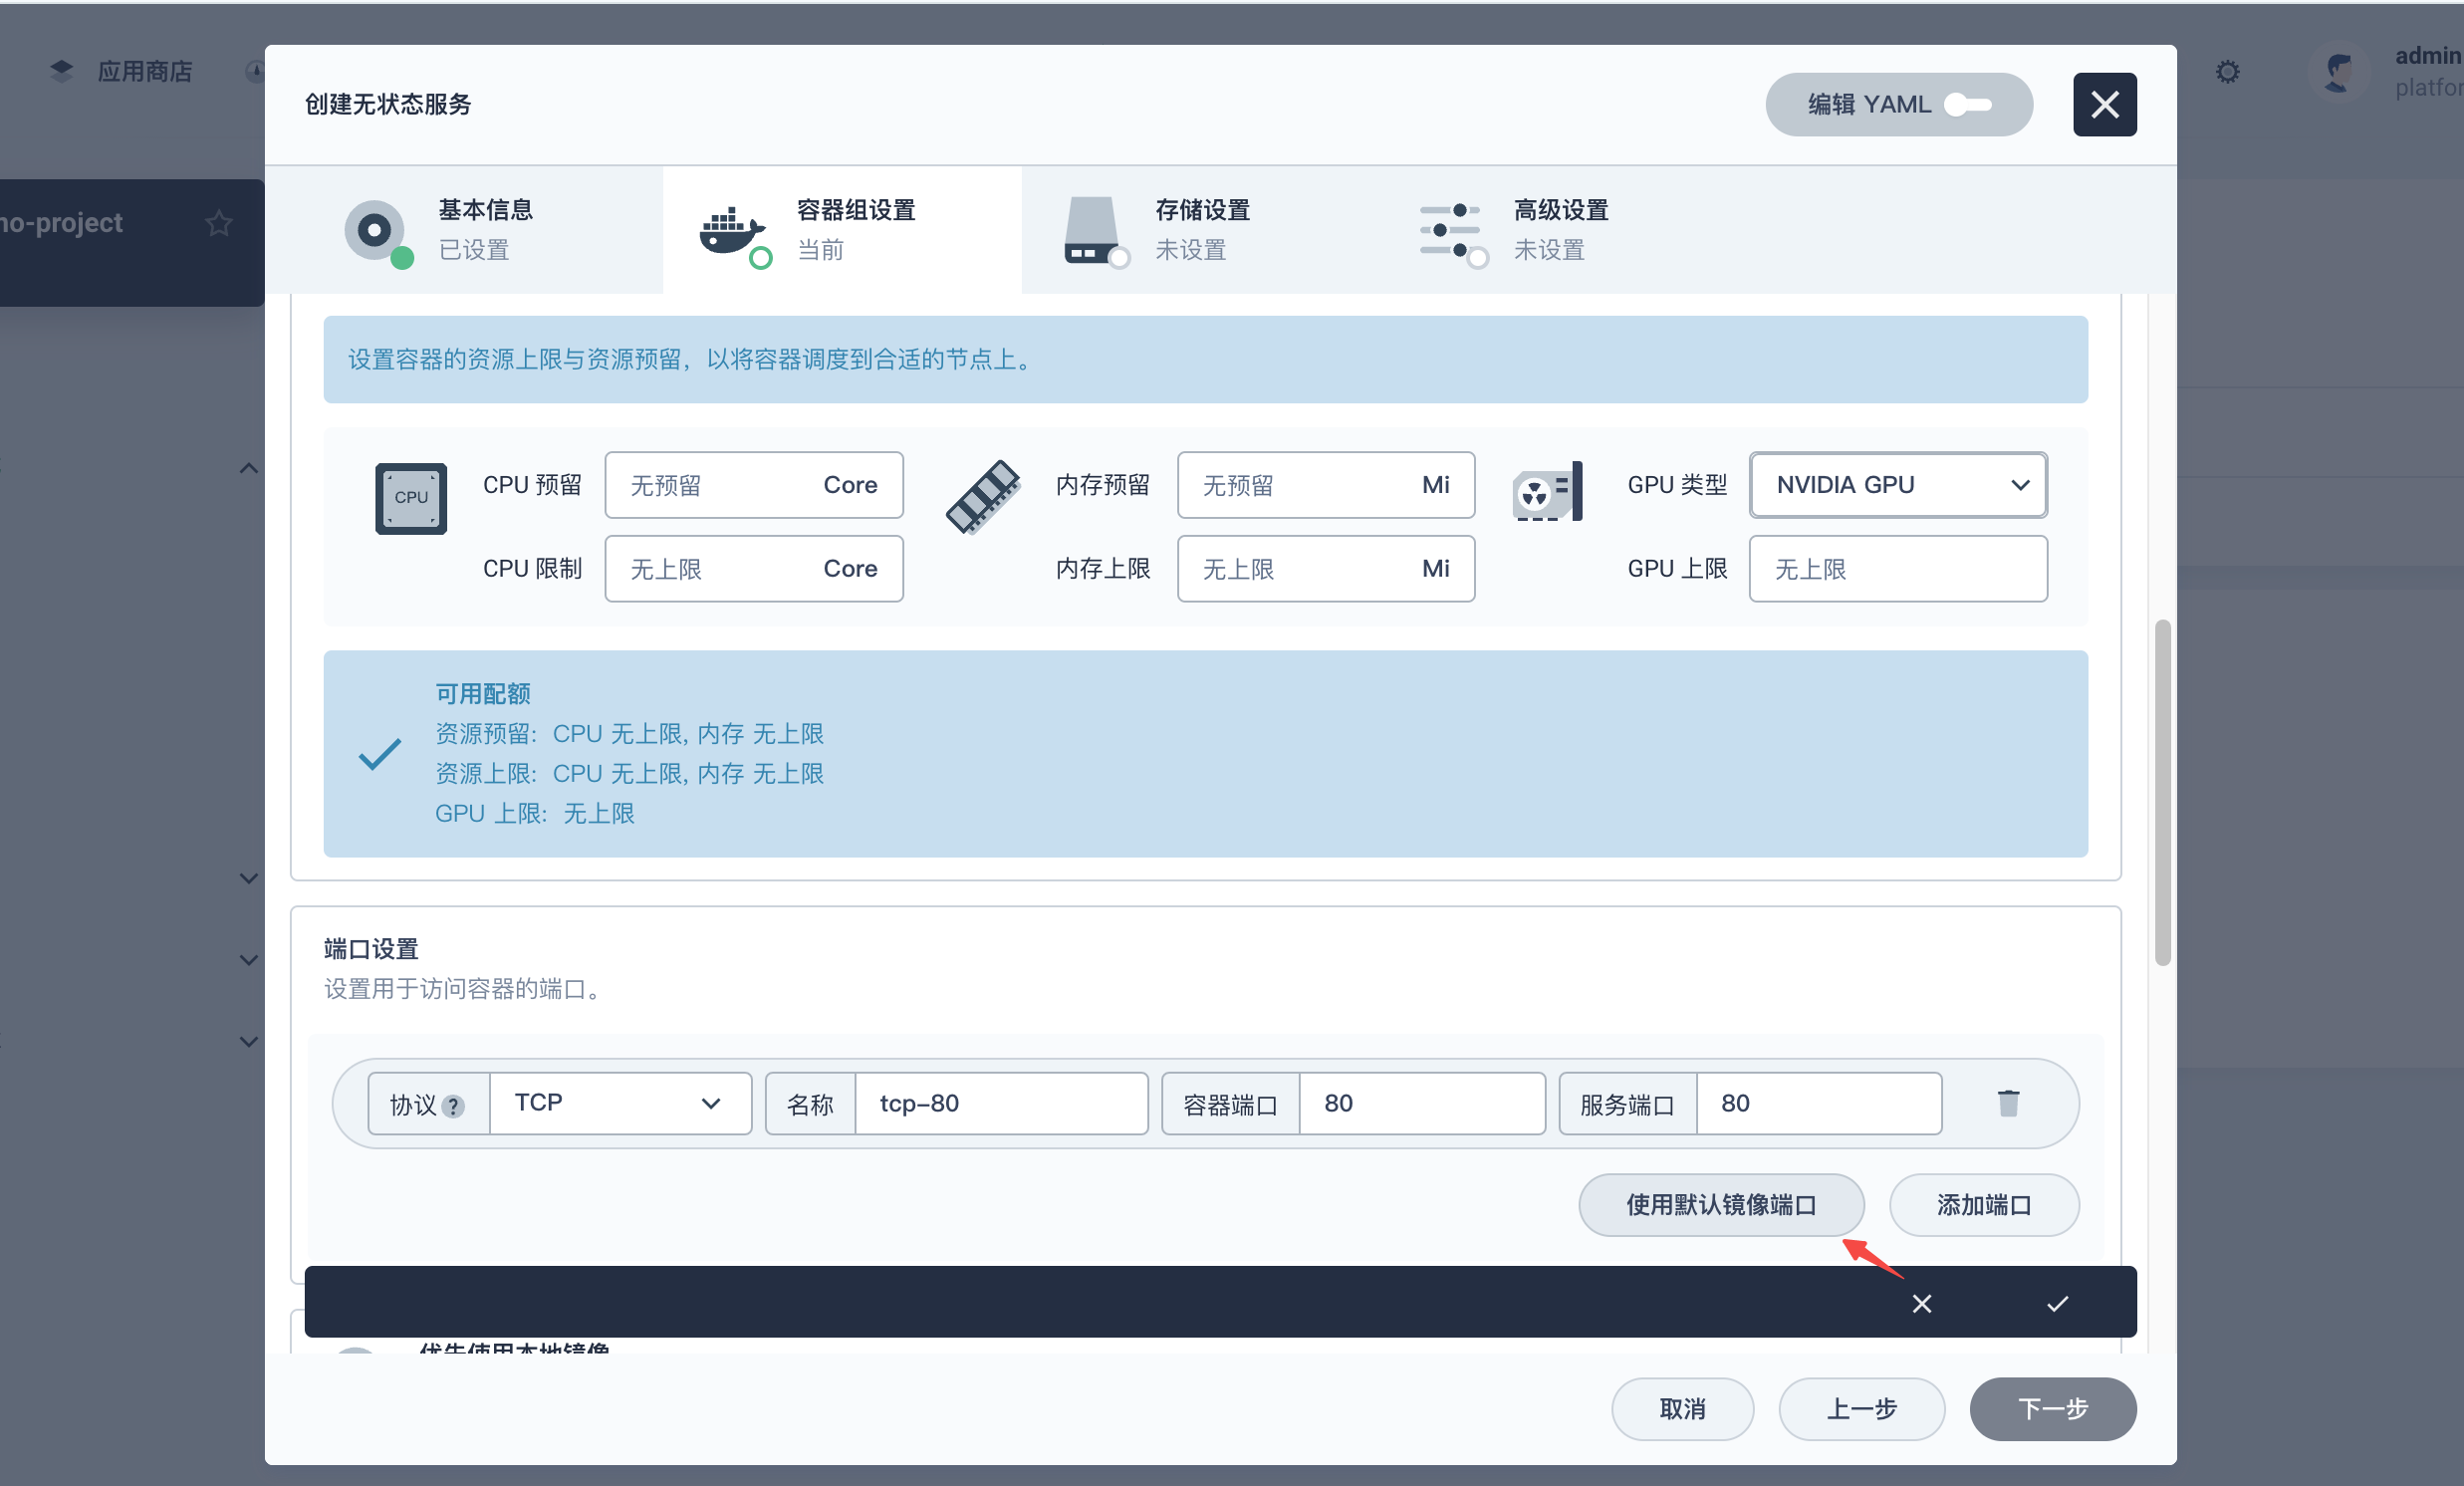 应用商店
admin
platfor
创建无状态服务
编辑 YAML
no-project
基本信息
已设置
容器组设置
当前
存储设置
未设置
高级设置
未设置
设置容器的资源上限与资源预留，以将容器调度到合适的节点上。
CPU
CPU 预留
无预留
Core
内存预留
无预留
Mi
GPU 类型
NVIDIA GPU
CPU 限制
无上限
Core
内存上限
无上限
Mi
GPU 上限
无上限
可用配额
资源预留: CPU 无上限, 内存 无上限
资源上限: CPU 无上限, 内存 无上限
GPU 上限: 无上限
端口设置
设置用于访问容器的端口。
协议 ?
TCP
名称
tcp-80
容器端口
80
服务端口
80
使用默认镜像端口
添加端口
优先使用本地镜像
取消
上一步
下一步